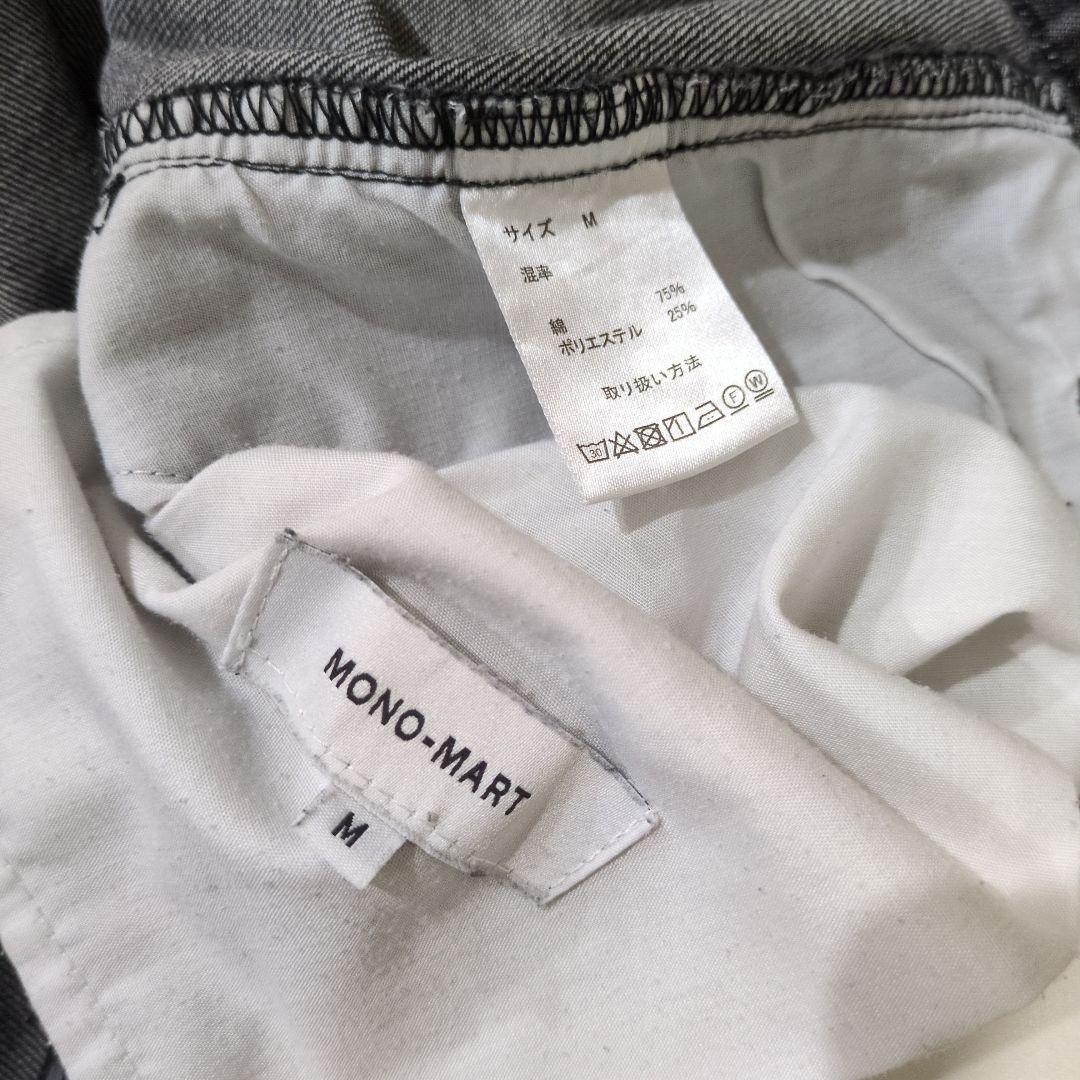 サイズ M
混率
綿 75%
ポリエステル 25%
取り扱い方法
30 F W
MONO-MART
M